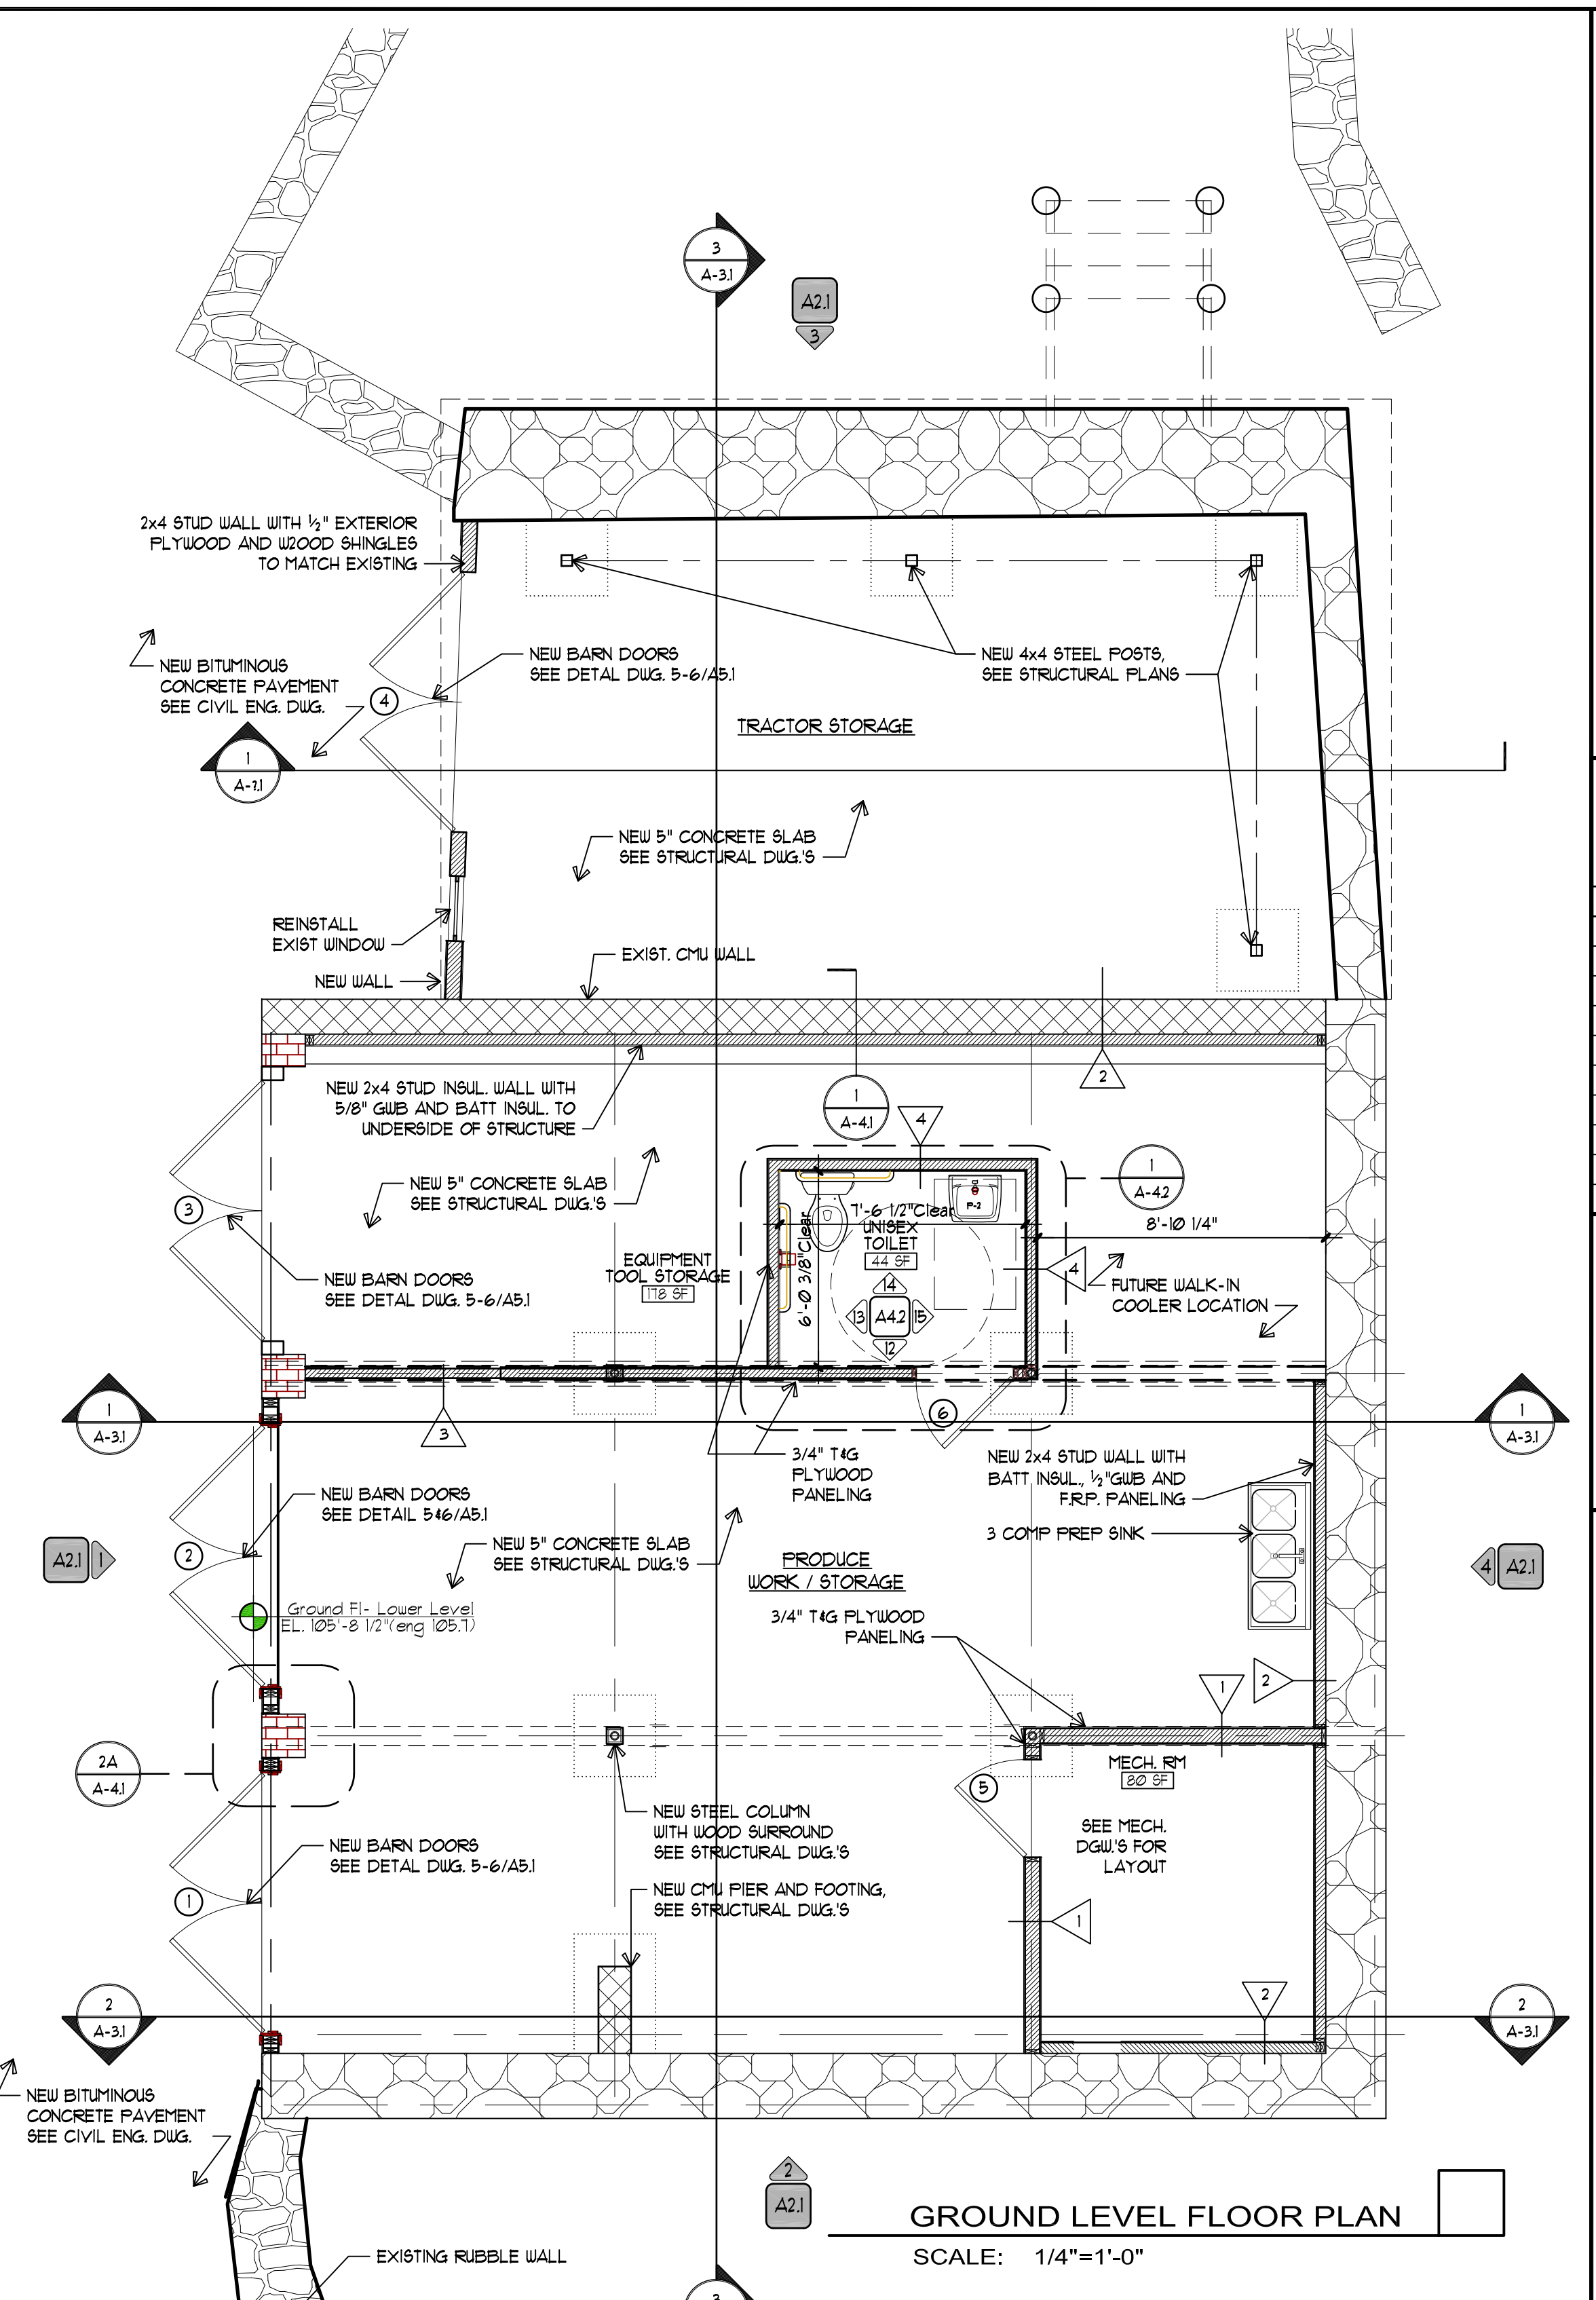 3
A-3.1
A2.1
3
2x4 STUD WALL WITH ½" EXTERIOR
PLYWOOD AND W2OOD SHINGLES
TO MATCH EXISTING
NEW BITUMINOUS
CONCRETE PAVEMENT
SEE CIVIL ENG. DWG.
4
NEW BARN DOORS
SEE DETAL DWG. 5-6/A5.1
NEW 4x4 STEEL POSTS,
SEE STRUCTURAL PLANS
TRACTOR STORAGE
1
NEW 5" CONCRETE SLAB
SEE STRUCTURAL DWG.'S
REINSTALL
EXIST WINDOW
NEW WALL
EXIST. CMU WALL
NEW 2x4 STUD INSUL. WALL WITH
5/8" GWB AND BATT INSUL. TO
UNDERSIDE OF STRUCTURE
2
1
A-4.1
4
1
A-4.2
NEW 5" CONCRETE SLAB
SEE STRUCTURAL DWG.'S
3
NEW BARN DOORS
SEE DETAL DWG. 5-6/A5.1
EQUIPMENT
TOOL STORAGE
178 SF
P-2
7'-6 1/2"Clear
6'-0 3/8"Clear
UNISEX
TOILET
44 SF
14
13
A4.2
15
12
8'-10 1/4"
4
FUTURE WALK-IN
COOLER LOCATION
1
A-3.1
3
6
1
A-3.1
3/4" T&G
PLYWOOD
PANELING
NEW 2x4 STUD WALL WITH
BATT INSUL., ½"GWB AND
F.R.P. PANELING
3 COMP PREP SINK
NEW BARN DOORS
SEE DETAIL 5&6/A5.1
A2.1
1
2
NEW 5" CONCRETE SLAB
SEE STRUCTURAL DWG.'S
PRODUCE
WORK / STORAGE
4
A2.1
Ground Fl- Lower Level
EL. 105'-8 1/2"(eng 105.7)
3/4" T&G PLYWOOD
PANELING
1
2
2A
A-4.1
MECH. RM
80 SF
5
SEE MECH.
DGW.'S FOR
LAYOUT
NEW STEEL COLUMN
WITH WOOD SURROUND
SEE STRUCTURAL DWG.'S
NEW BARN DOORS
SEE DETAL DWG. 5-6/A5.1
1
NEW CMU PIER AND FOOTING,
SEE STRUCTURAL DWG.'S
1
2
2
A-3.1
2
A-3.1
NEW BITUMINOUS
CONCRETE PAVEMENT
SEE CIVIL ENG. DWG.
2
A2.1
GROUND LEVEL FLOOR PLAN
SCALE: 1/4"=1'-0"
EXISTING RUBBLE WALL
3